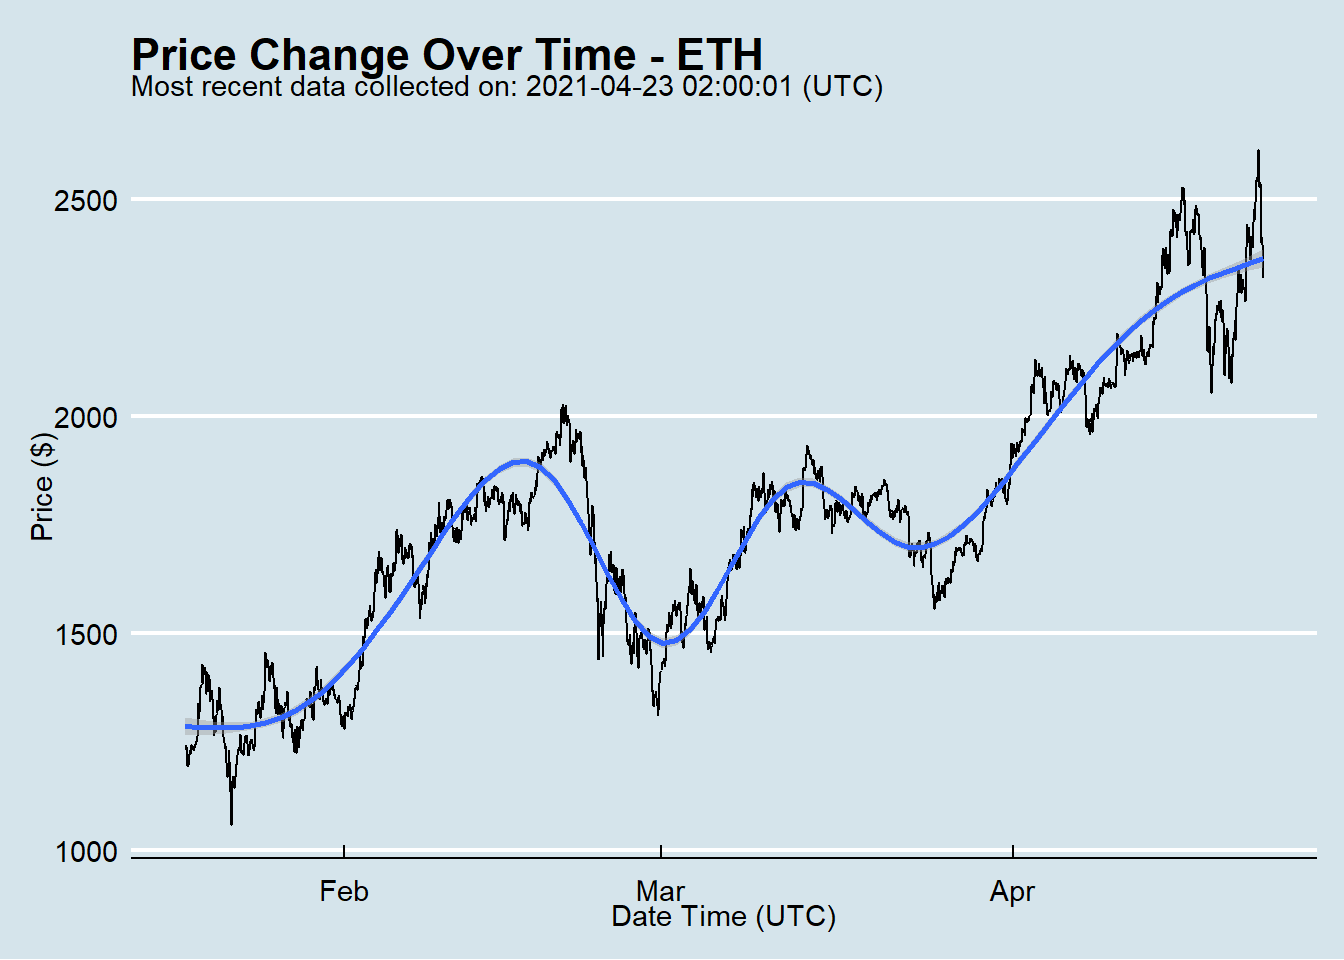 Price Change Over Time - ETH
Most recent data collected on: 2021-04-23 02:00:01 (UTC)
Price ($)
2500
2000
1500
1000
Feb Mar Apr
Date Time (UTC)